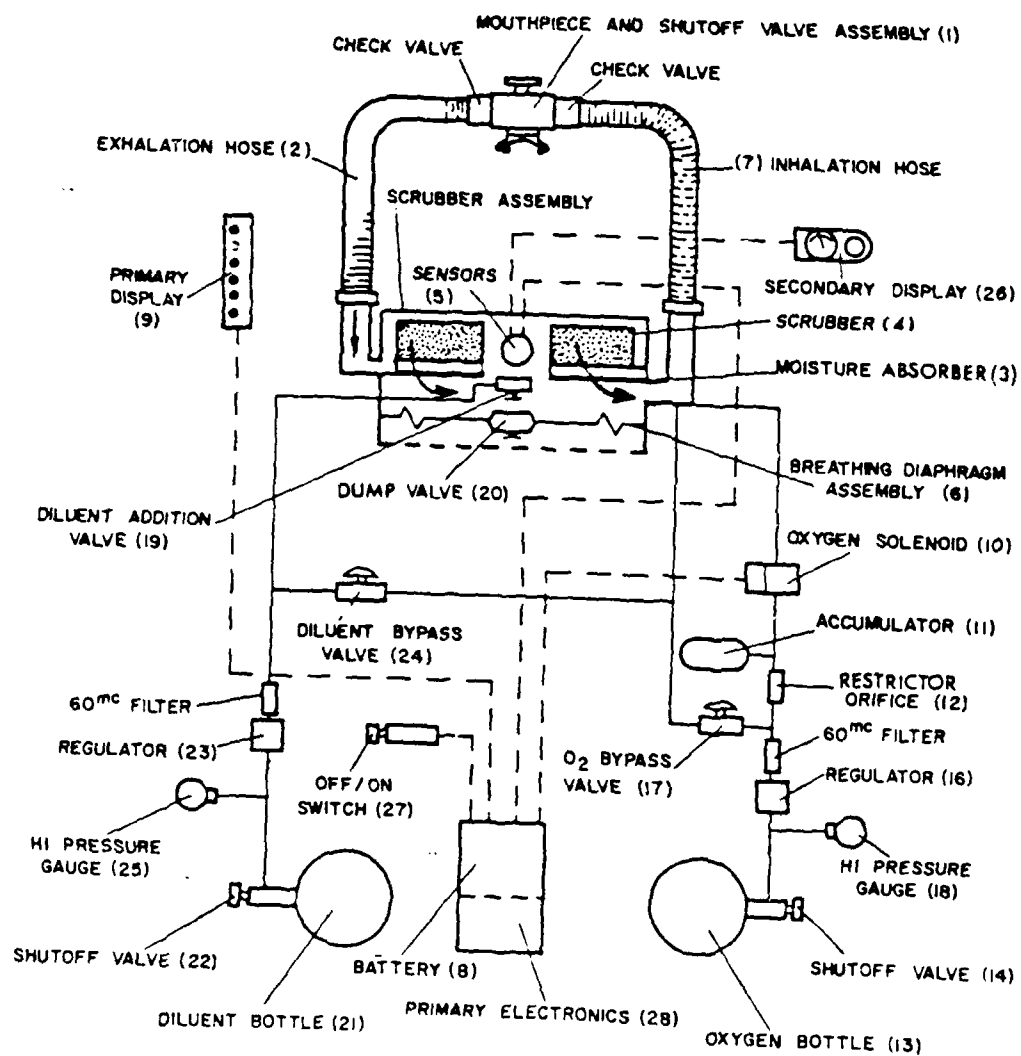 MOUTHPIECE AND SHUTOFF VALVE ASSEMBLY (1)
CHECK VALVE
CHECK VALVE
EXHALATION HOSE (2)
(7) INHALATION HOSE
SCRUBBER ASSEMBLY
PRIMARY
DISPLAY
(9)
SENSORS
(5)
SECONDARY DISPLAY (26)
SCRUBBER (4)
MOISTURE ABSORBER (3)
BREATHING DIAPHRAGM
ASSEMBLY (6)
DUMP VALVE (20)
DILUENT ADDITION
VALVE (19)
OXYGEN SOLENOID (10)
DILUENT BYPASS
VALVE (24)
ACCUMULATOR (11)
RESTRICTOR
ORIFICE (12)
60mc FILTER
60mc FILTER
REGULATOR (23)
O2 BYPASS
VALVE (17)
REGULATOR (16)
OFF/ON
SWITCH (27)
HI PRESSURE
GAUGE (25)
HI PRESSURE
GAUGE (18)
SHUTOFF VALVE (22)
BATTERY (8)
SHUTOFF VALVE (14)
DILUENT BOTTLE (21)
PRIMARY ELECTRONICS (28)
OXYGEN BOTTLE (13)